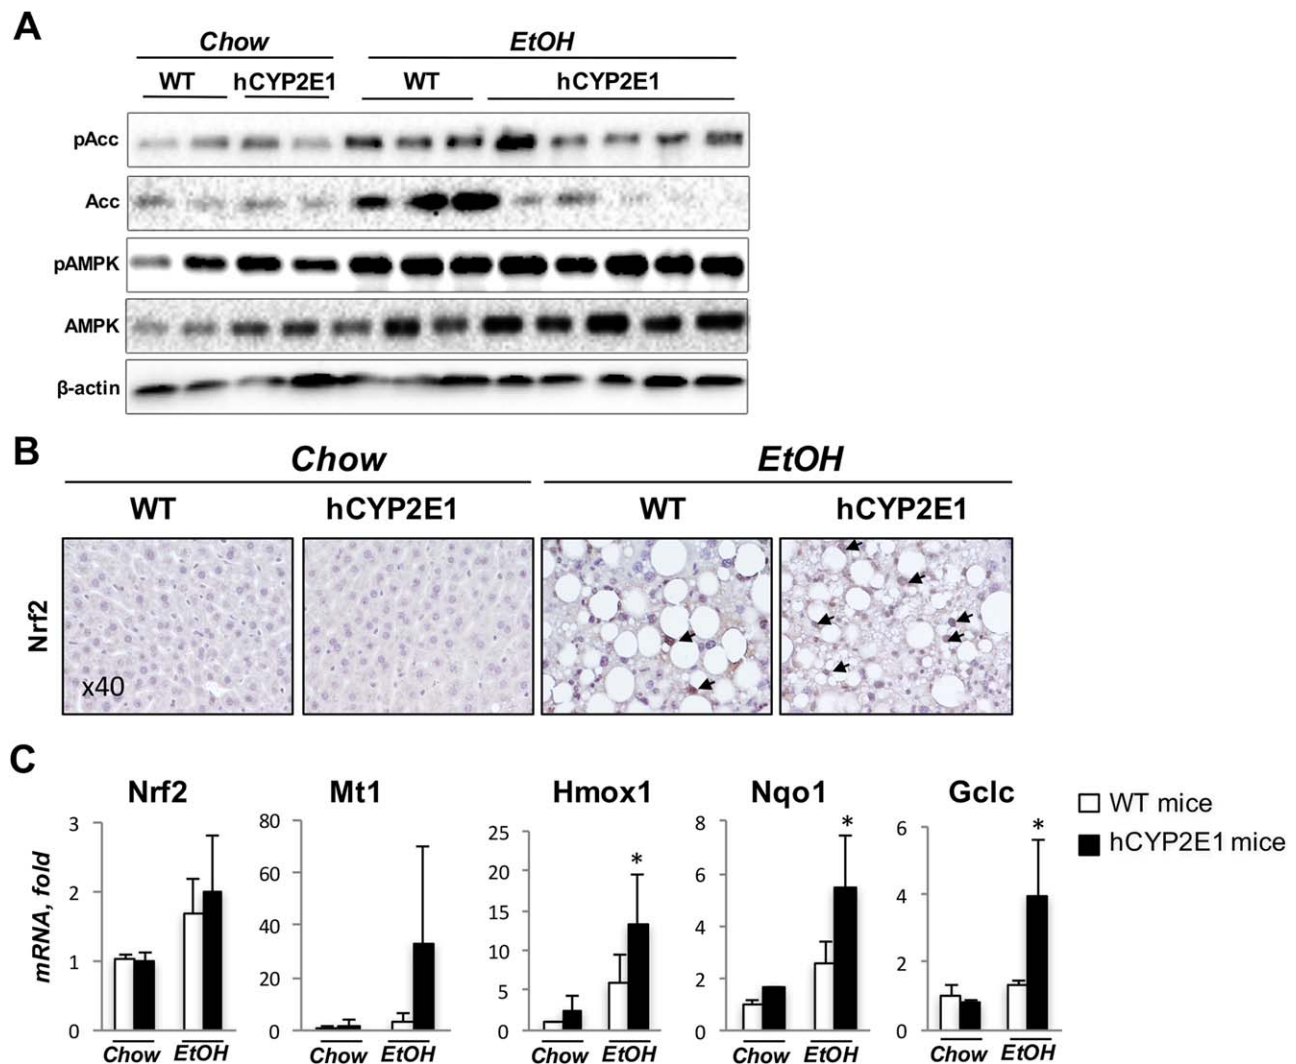 A
Chow EtOH
WT hCYP2E1 WT hCYP2E1
pAcc
Acc
pAMPK
AMPK
β-actin
B
Chow EtOH
WT hCYP2E1 WT hCYP2E1
Nrf2
x40
C
Nrf2 Mt1 Hmox1 Nqo1 Gclc
WT mice
hCYP2E1 mice
mRNA, fold
3
2
1
0
80
60
40
20
0
25
20
15
10
5
0
*
8
6
4
2
0
*
6
4
2
0
*
Chow EtOH Chow EtOH Chow EtOH Chow EtOH Chow EtOH